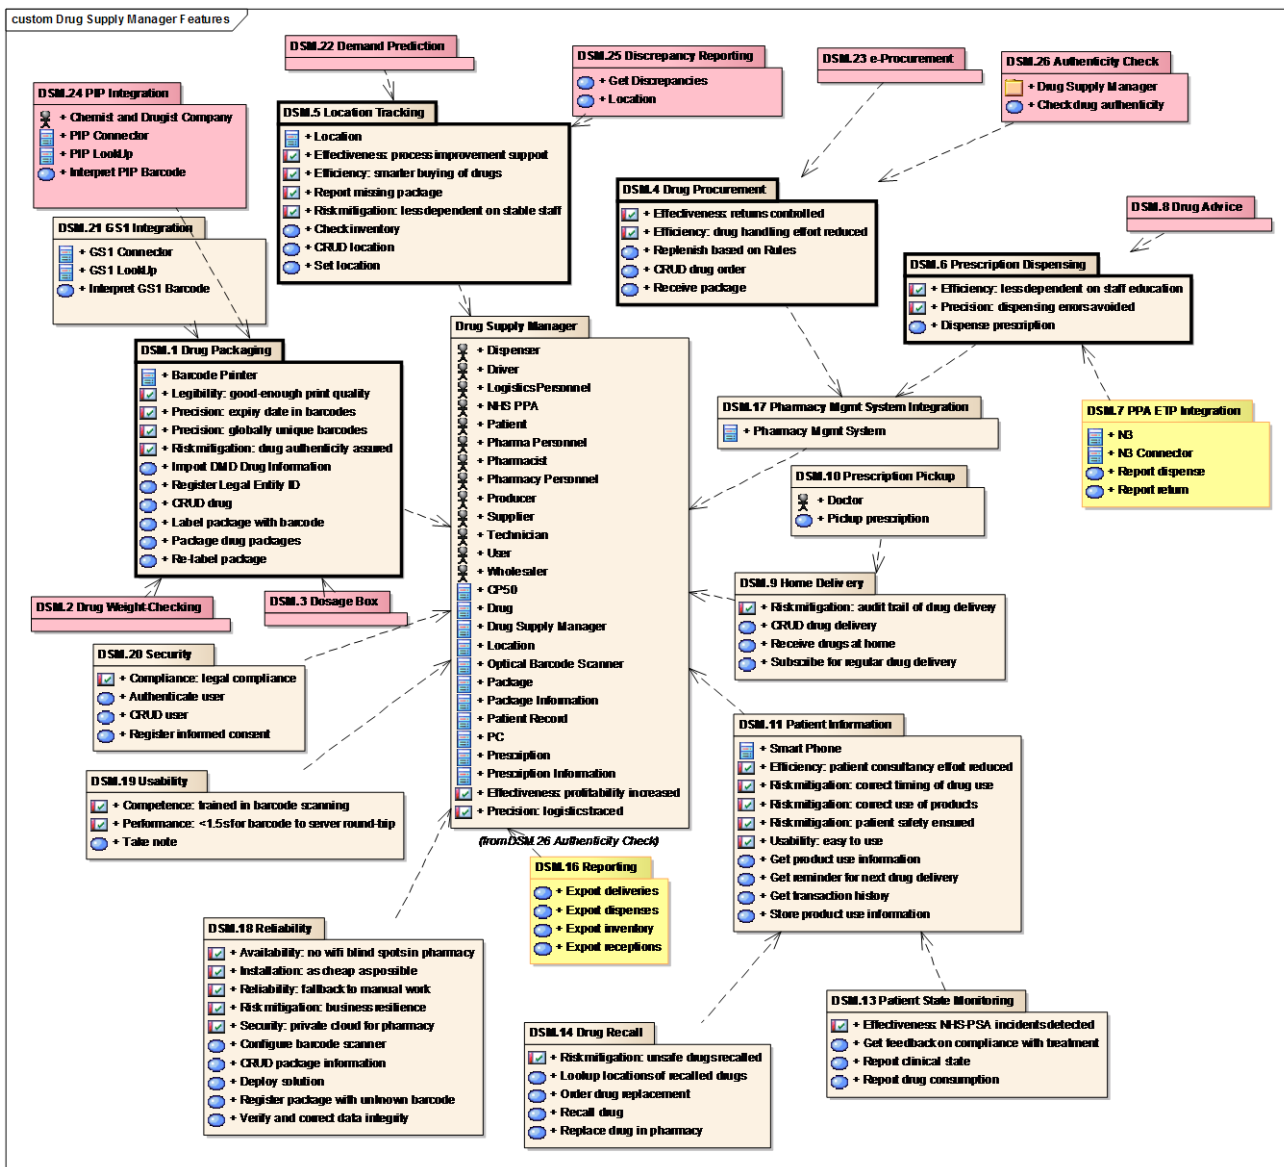 custom Drug Supply Manager Features
DSM.22 Demand Prediction
DSM.25 Discrepancy Reporting
+ Get Discrepancies
+ Location
DSM.23 e-Procurement
DSM.26 Authenticity Check
+ Drug Supply Manager
+ Check drug authenticity
DSM.24 PIP Integration
+ Chemist and Drugist Company
+ PIP Connector
+ PIP LookUp
+ Interpret PIP Barcode
DSM.5 Location Tracking
+ Location
+ Effectiveness: process improvement support
+ Efficiency: smarter buying of drugs
+ Report missing package
+ Risk mitigation: less dependent on stable staff
+ Check inventory
+ CRUD location
+ Set location
DSM.4 Drug Procurement
+ Effectiveness: returns controlled
+ Efficiency: drug handling effort reduced
+ Replenish based on Rules
+ CRUD drug order
+ Receive package
DSM.8 Drug Advice
DSM.21 GS1 Integration
+ GS1 Connector
+ GS1 LookUp
+ Interpret GS1 Barcode
DSM.6 Prescription Dispensing
+ Efficiency: less dependent on staff education
+ Precision: dispensing errors avoided
+ Dispense prescription
DSM.1 Drug Packaging
+ Barcode Printer
+ Legibility: good-enough print quality
+ Precision: expiry date in barcodes
+ Precision: globally unique barcodes
+ Risk mitigation: drug authenticity assured
+ Import DMD Drug Information
+ Register Legal Entity ID
+ CRUD drug
+ Label package with barcode
+ Package drug packages
+ Re-label package
Drug Supply Manager
+ Dispenser
+ Driver
+ Logistics Personnel
+ NHS PPA
+ Patient
+ Pharma Personnel
+ Pharmacist
+ Pharmacy Personnel
+ Producer
+ Supplier
+ Technician
+ User
+ Wholesaler
+ CP50
+ Drug
+ Drug Supply Manager
+ Location
+ Optical Barcode Scanner
+ Package
+ Package Information
+ Patient Record
+ PC
+ Prescription
+ Prescription Information
+ Effectiveness: profitability increased
+ Precision: logistics traced
(from DSM.26 Authenticity Check)
DSM.17 Pharmacy Mgmt System Integration
+ Pharmacy Mgmt System
DSM.7 PPA ETP Integration
+ N3
+ N3 Connector
+ Report dispense
+ Report return
DSM.10 Prescription Pickup
+ Doctor
+ Pickup prescription
DSM.2 Drug Weight-Checking
DSM.3 Dosage Box
DSM.9 Home Delivery
+ Risk mitigation: audit trail of drug delivery
+ CRUD drug delivery
+ Receive drugs at home
+ Subscribe for regular drug delivery
DSM.20 Security
+ Compliance: legal compliance
+ Authenticate user
+ CRUD user
+ Register informed consent
DSM.11 Patient Information
+ Smart Phone
+ Efficiency: patient consultancy effort reduced
+ Risk mitigation: correct timing of drug use
+ Risk mitigation: correct use of products
+ Risk mitigation: patient safety ensured
+ Usability: easy to use
+ Get product use information
+ Get reminder for next drug delivery
+ Get transaction history
+ Store product use information
DSM.19 Usability
+ Competence: trained in barcode scanning
+ Performance: <1.5s for barcode to server round-trip
+ Take note
DSM.16 Reporting
+ Export deliveries
+ Export dispenses
+ Export inventory
+ Export receptions
DSM.18 Reliability
+ Availability: no wifi blind spots in pharmacy
+ Installation: as cheap as possible
+ Reliability: fallback to manual work
+ Risk mitigation: business resilience
+ Security: private cloud for pharmacy
+ Configure barcode scanner
+ CRUD package information
+ Deploy solution
+ Register package with unknown barcode
+ Verify and correct data integrity
DSM.14 Drug Recall
+ Risk mitigation: unsafe drugs recalled
+ Lookup locations of recalled drugs
+ Order drug replacement
+ Recall drug
+ Replace drug in pharmacy
DSM.13 Patient State Monitoring
+ Effectiveness: NHS-PSA incidents detected
+ Get feedback on compliance with treatment
+ Report clinical state
+ Report drug consumption